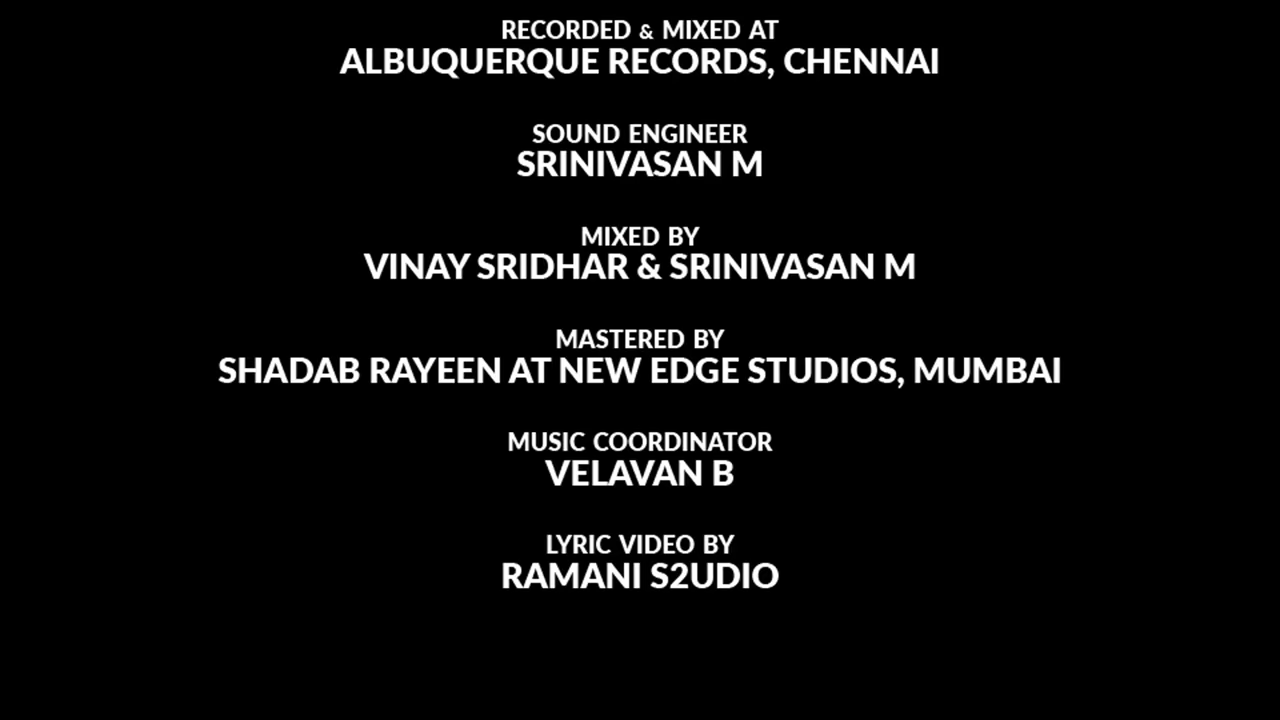 RECORDED & MIXED AT
ALBUQUERQUE RECORDS, CHENNAI
SOUND ENGINEER
SRINIVASAN M
MIXED BY
VINAY SRIDHAR & SRINIVASAN M
MASTERED BY
SHADAB RAYEEN AT NEW EDGE STUDIOS, MUMBAI
MUSIC COORDINATOR
VELAVAN B
LYRIC VIDEO BY
RAMANI S2UDIO